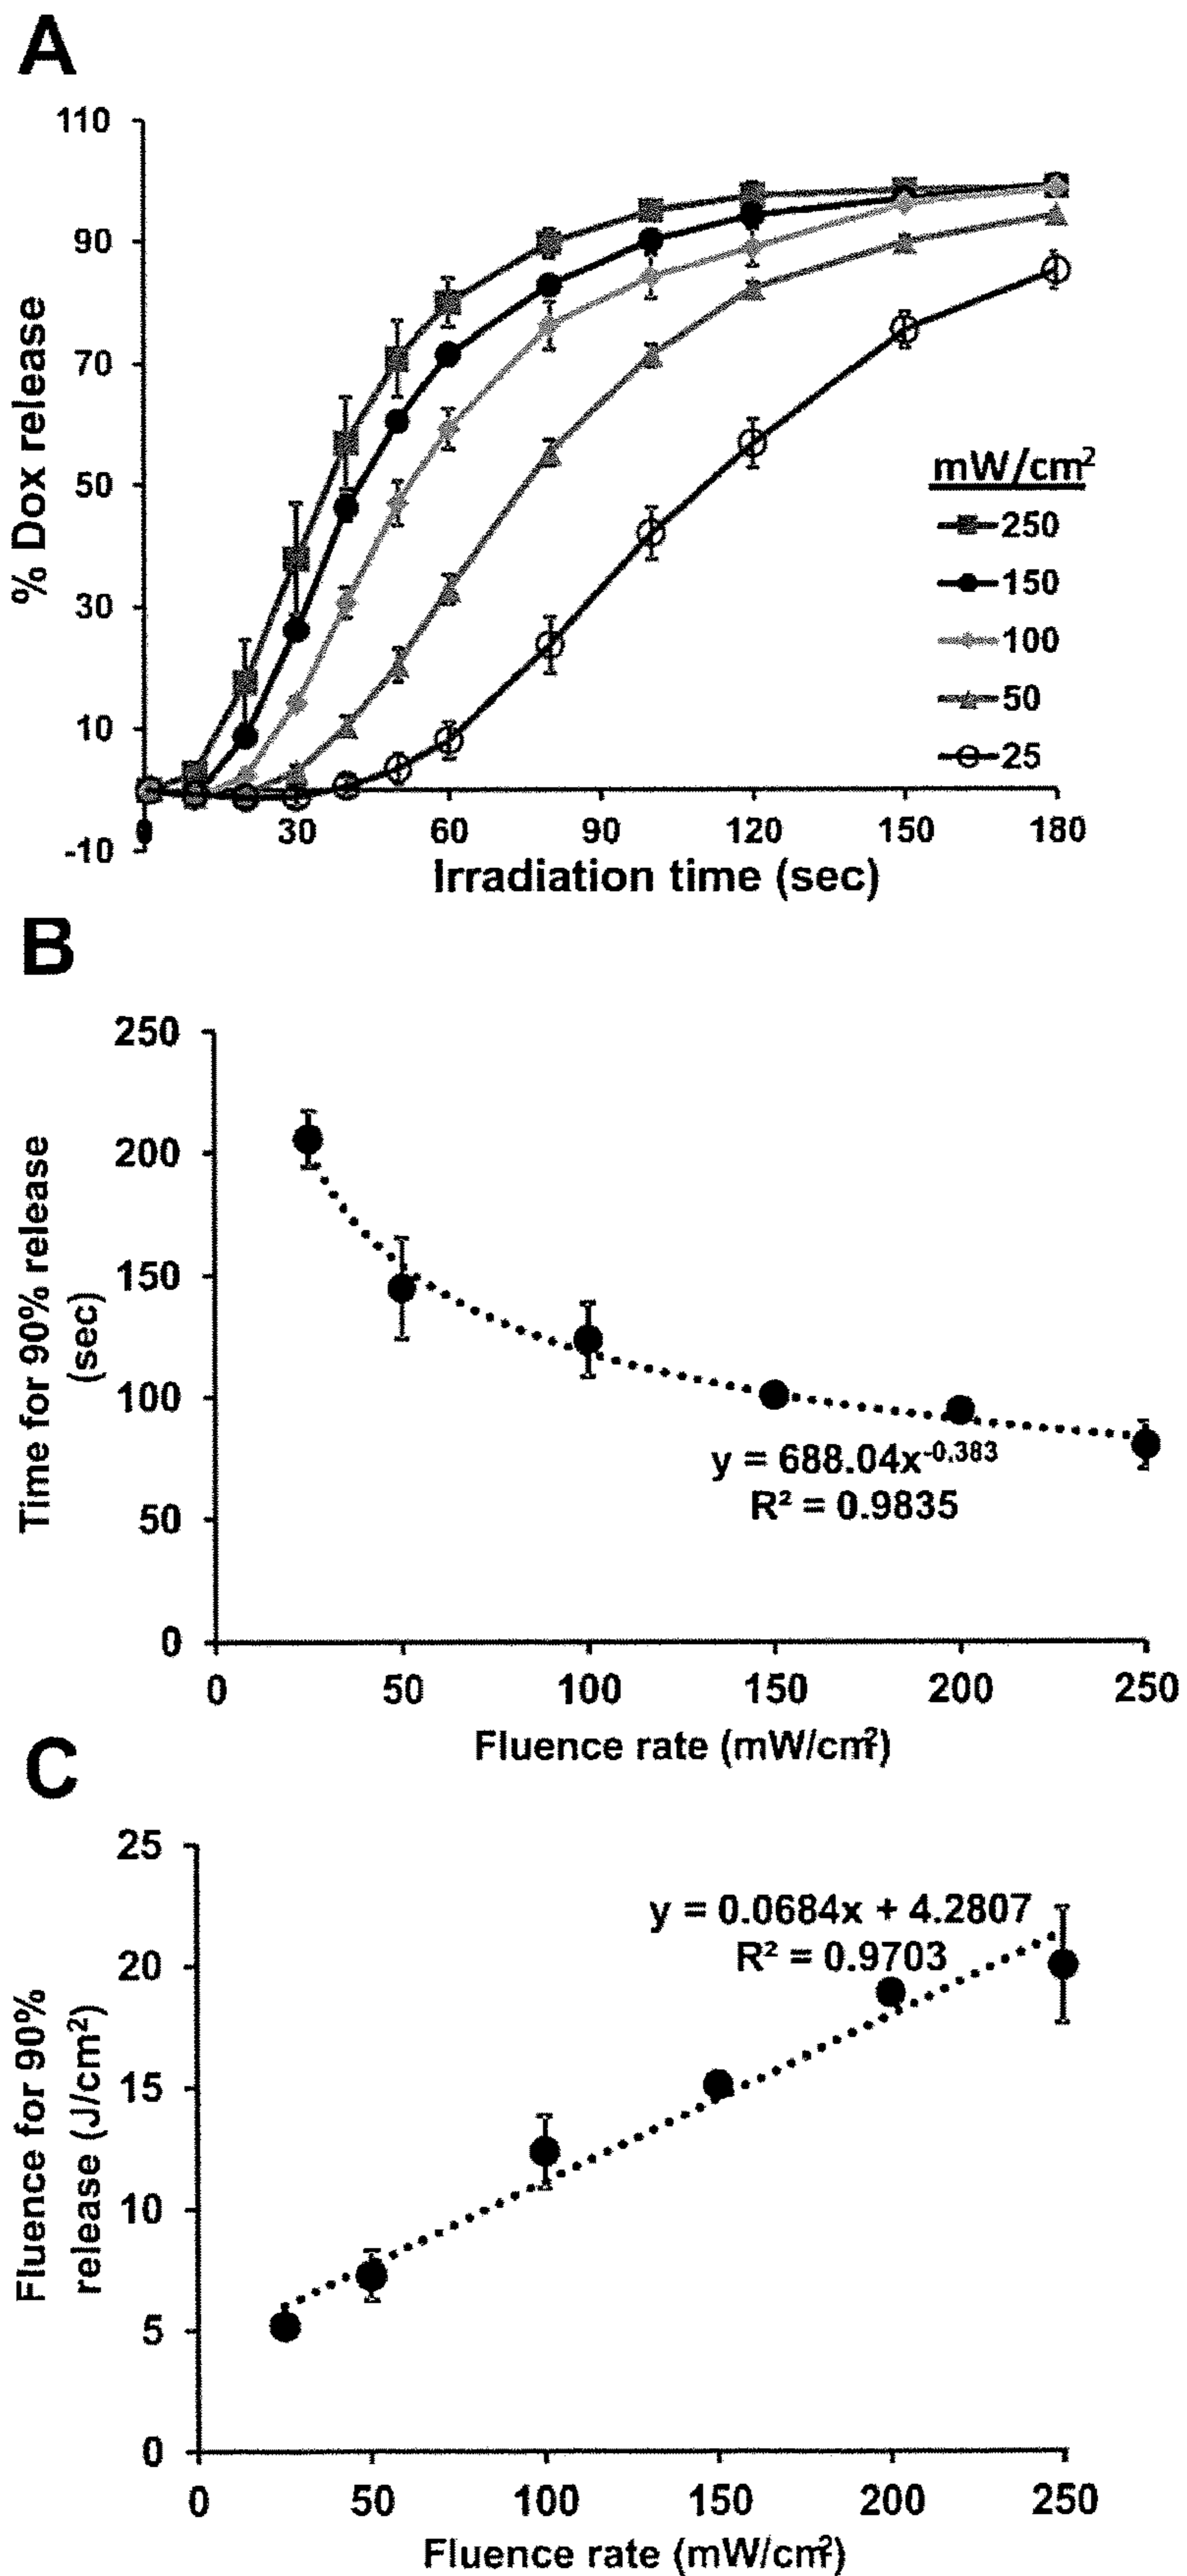 A
110
90
70
50
30
10
-10
% Dox release
mW/cm²
250
150
100
50
25
0 30 60 90 120 150 180
Irradiation time (sec)
B
250
200
150
100
50
0
Time for 90% release
(sec)
y = 688.04x^-0.383
R² = 0.9835
0 50 100 150 200 250
Fluence rate (mW/cm²)
C
25
20
15
10
5
0
Fluence for 90%
release (J/cm²)
y = 0.0684x + 4.2807
R² = 0.9703
0 50 100 150 200 250
Fluence rate (mW/cm²)